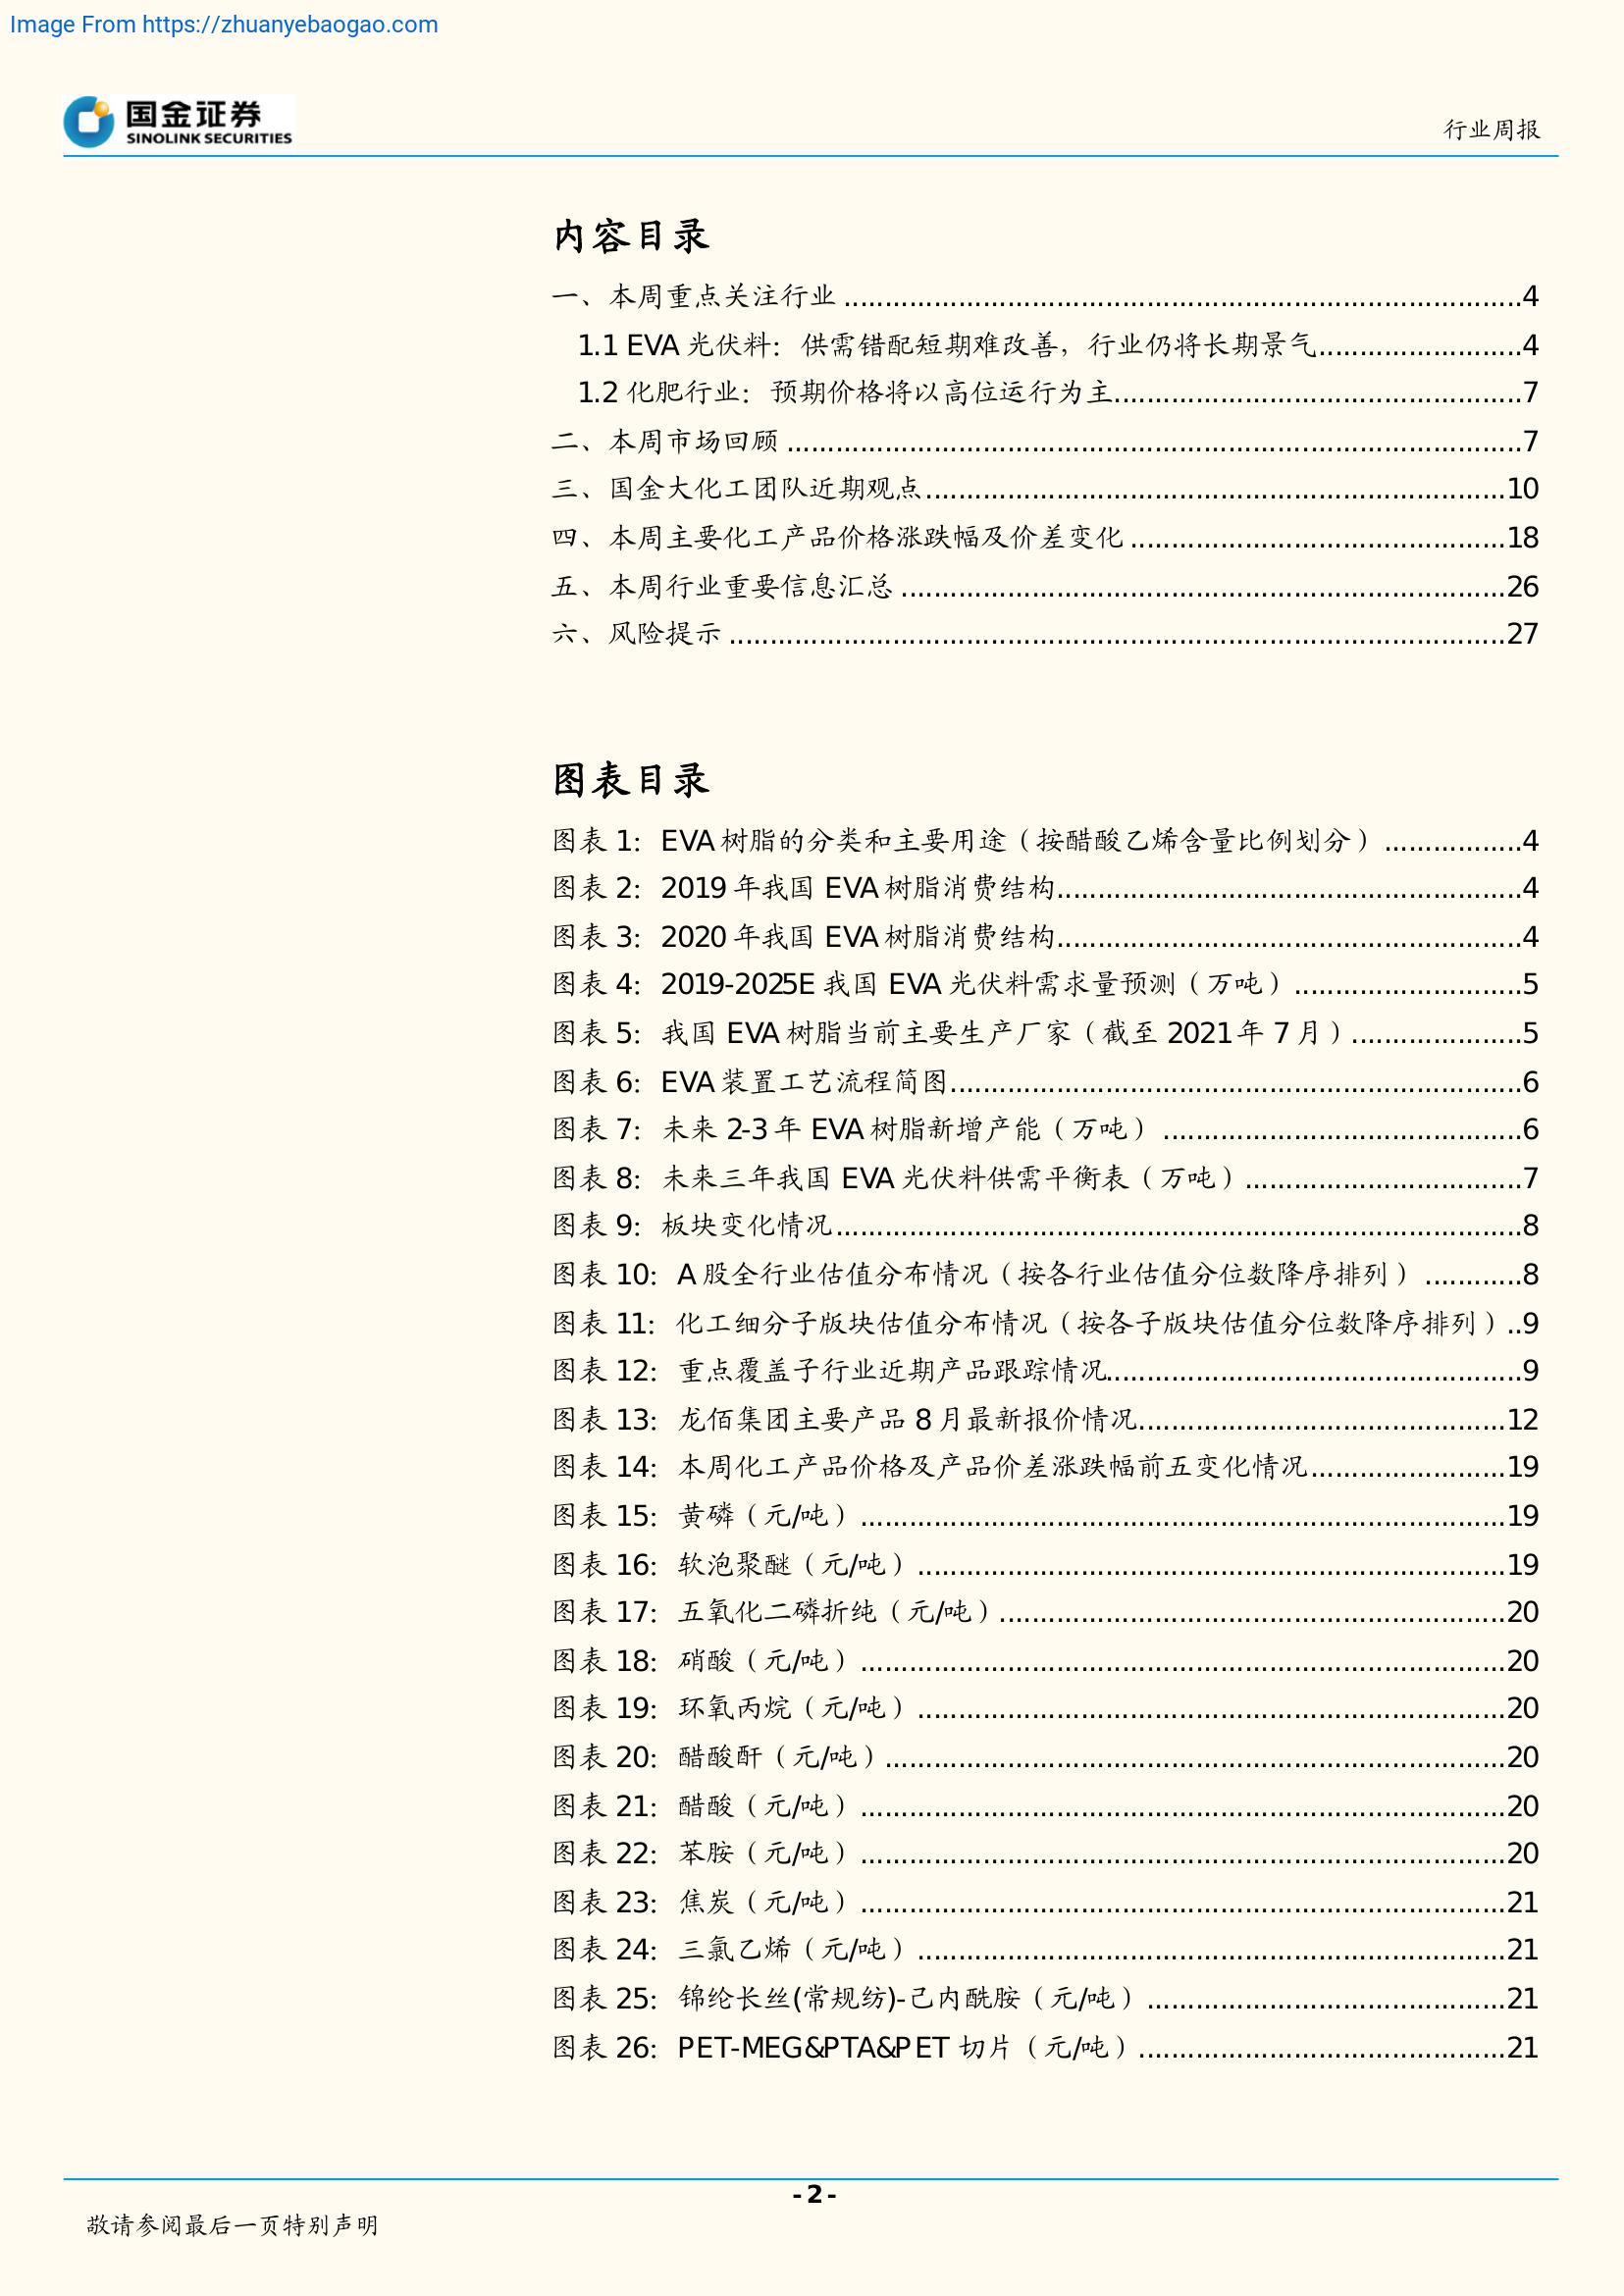 Image From https://zhuanyebaogao.com
国金证券
SINOLINK SECURITIES
行业周报
内容目录
一、本周重点关注行业 ........................................4
1.1 EVA 光伏料：供需错配短期难改善，行业仍将长期景气........................................4
1.2 化肥行业：预期价格将以高位运行为主........................................7
二、本周市场回顾 ........................................7
三、国金大化工团队近期观点........................................10
四、本周主要化工产品价格涨跌幅及价差变化 ........................................18
五、本周行业重要信息汇总 ........................................26
六、风险提示 ........................................27
图表目录
图表 1：EVA 树脂的分类和主要用途（按醋酸乙烯含量比例划分） .................4
图表 2：2019 年我国 EVA 树脂消费结构........................................4
图表 3：2020 年我国 EVA 树脂消费结构........................................4
图表 4：2019-2025E 我国 EVA 光伏料需求量预测（万吨） ............................5
图表 5：我国 EVA 树脂当前主要生产厂家（截至 2021 年 7 月）.....................5
图表 6：EVA 装置工艺流程简图........................................6
图表 7：未来 2-3 年 EVA 树脂新增产能（万吨） ........................................6
图表 8：未来三年我国 EVA 光伏料供需平衡表（万吨）..................................7
图表 9：板块变化情况........................................8
图表 10：A 股全行业估值分布情况（按各行业估值分位数降序排列） ............8
图表 11：化工细分子版块估值分布情况（按各子版块估值分位数降序排列）..9
图表 12：重点覆盖子行业近期产品跟踪情况........................................9
图表 13：龙佰集团主要产品 8 月最新报价情况........................................12
图表 14：本周化工产品价格及产品价差涨跌幅前五变化情况........................19
图表 15：黄磷（元/吨） ........................................19
图表 16：软泡聚醚（元/吨） ........................................19
图表 17：五氧化二磷折纯（元/吨）........................................20
图表 18：硝酸（元/吨） ........................................20
图表 19：环氧丙烷（元/吨） ........................................20
图表 20：醋酸酐（元/吨）........................................20
图表 21：醋酸（元/吨） ........................................20
图表 22：苯胺（元/吨） ........................................20
图表 23：焦炭（元/吨） ........................................21
图表 24：三氯乙烯（元/吨） ........................................21
图表 25：锦纶长丝(常规纺)-己内酰胺（元/吨） ........................................21
图表 26：PET-MEG&PTA&PET 切片（元/吨）........................................21
- 2 -
敬请参阅最后一页特别声明